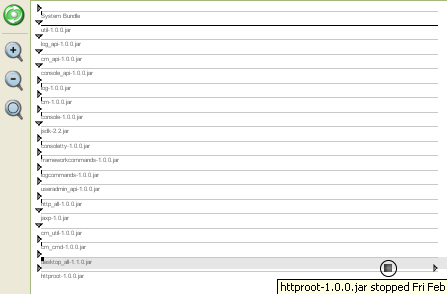 System Bundle
util-1.0.0.jar
log_api-1.0.0.jar
cm_api-1.0.0.jar
console_api-1.0.0.jar
log-1.0.0.jar
cm-1.0.0.jar
console-1.0.0.jar
jsdk-2.2.jar
consoletty-1.0.0.jar
frameworkcommands-1.0.0.jar
logcommands-1.0.0.jar
useradmin_api-1.0.0.jar
http_all-1.0.0.jar
jaxp-1.0.jar
cm_util-1.0.0.jar
cm_cmd-1.0.0.jar
desktop_all-1.1.0.jar
httproot-1.0.0.jar
httproot-1.0.0.jar stopped Fri Feb